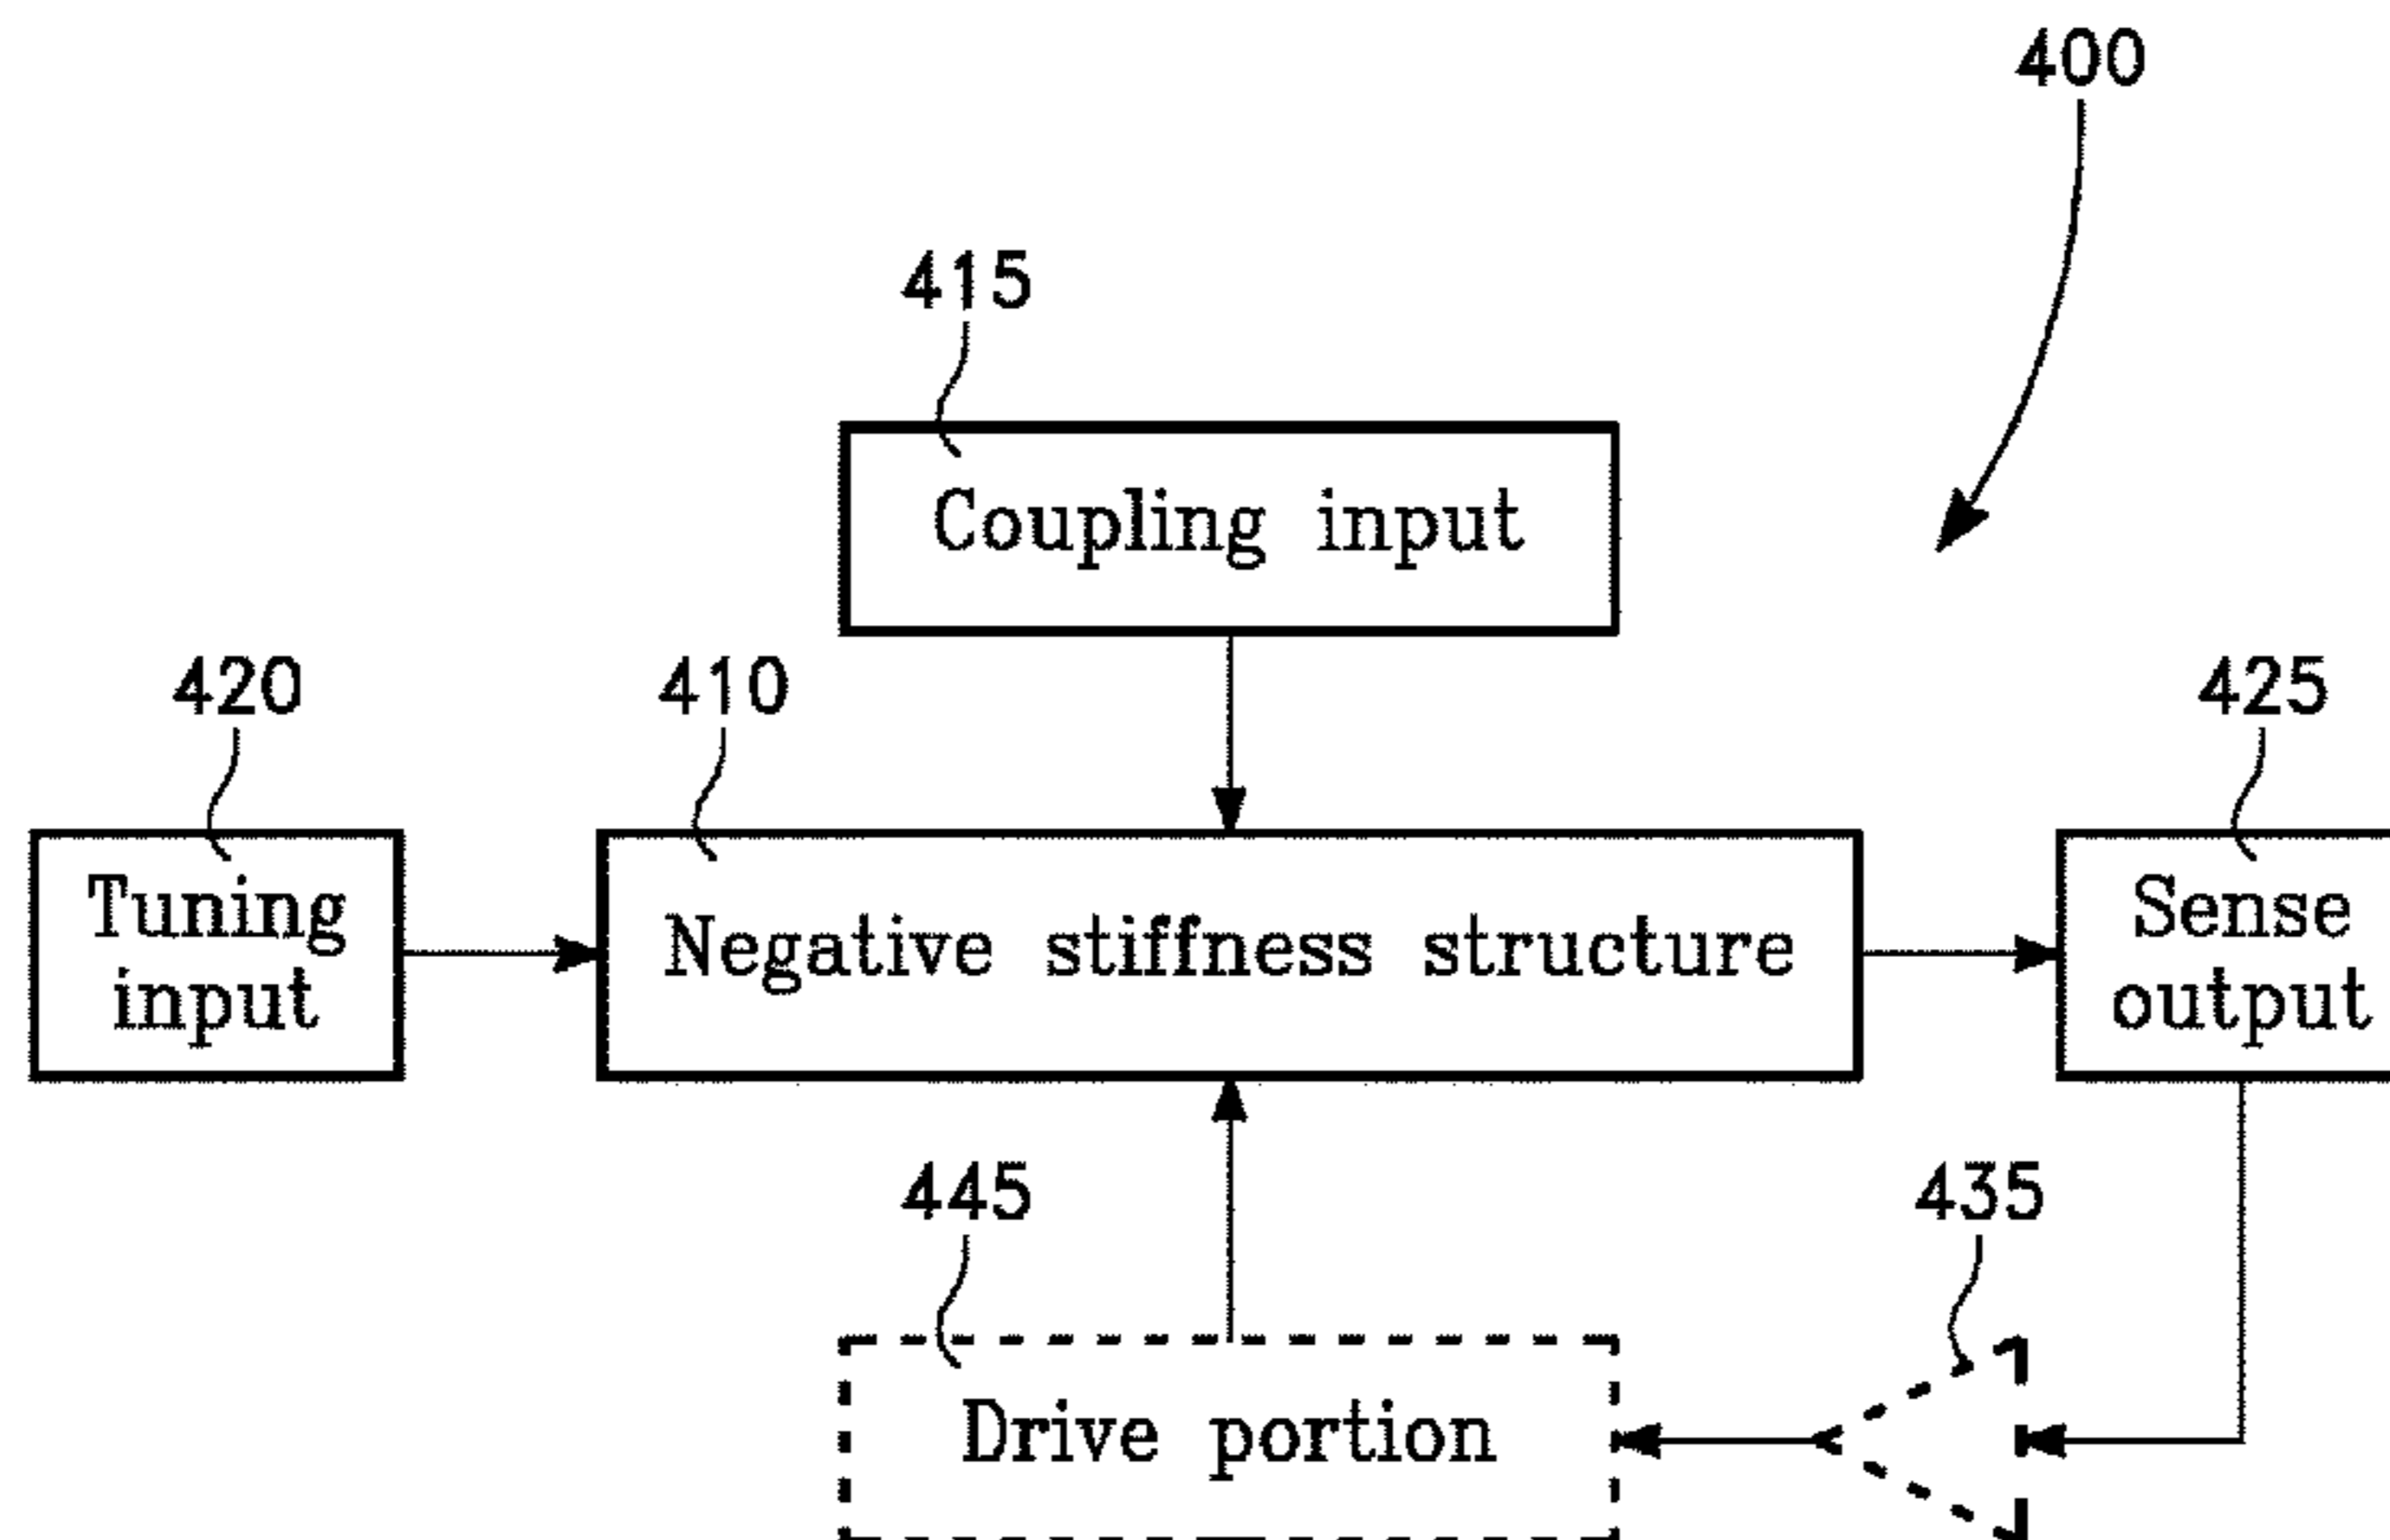 400
415
Coupling input
420
410
425
Tuning
input
Negative stiffness structure
Sense
output
445
435
Drive portion